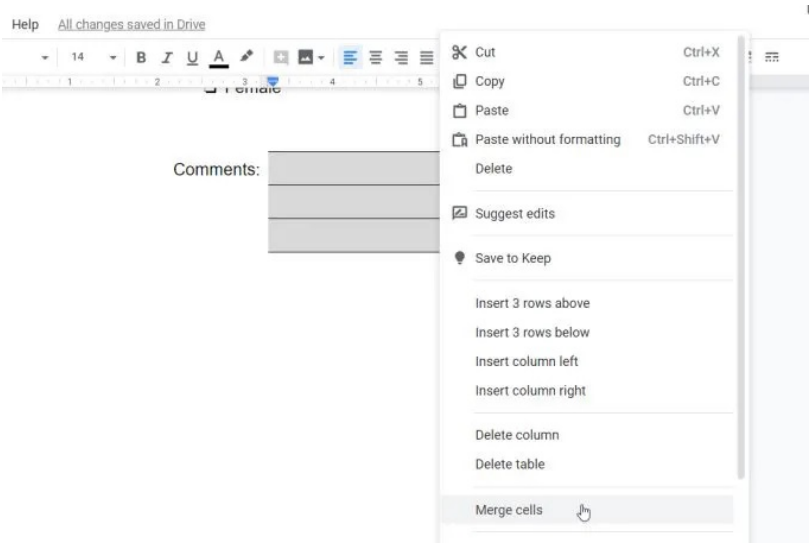 Help All changes saved in Drive
14 B I U A
1 2 3 4 5
Female
Comments:
Cut Ctrl+X
Copy Ctrl+C
Paste Ctrl+V
Paste without formatting Ctrl+Shift+V
Delete
Suggest edits
Save to Keep
Insert 3 rows above
Insert 3 rows below
Insert column left
Insert column right
Delete column
Delete table
Merge cells